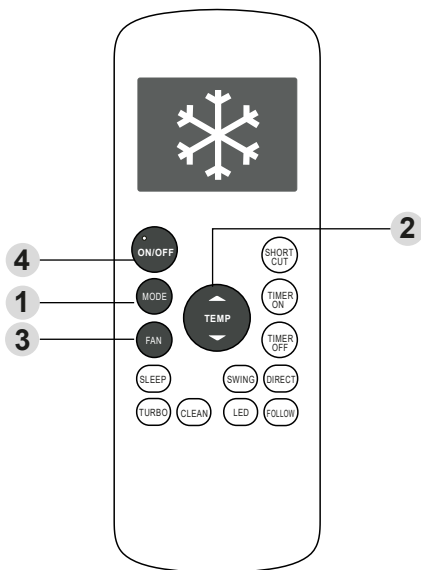 2
4
ON/OFF
SHORT
CUT
1
MODE
TEMP
TIMER
ON
3
FAN
TIMER
OFF
SLEEP
SWING
DIRECT
TURBO
CLEAN
LED
FOLLOW